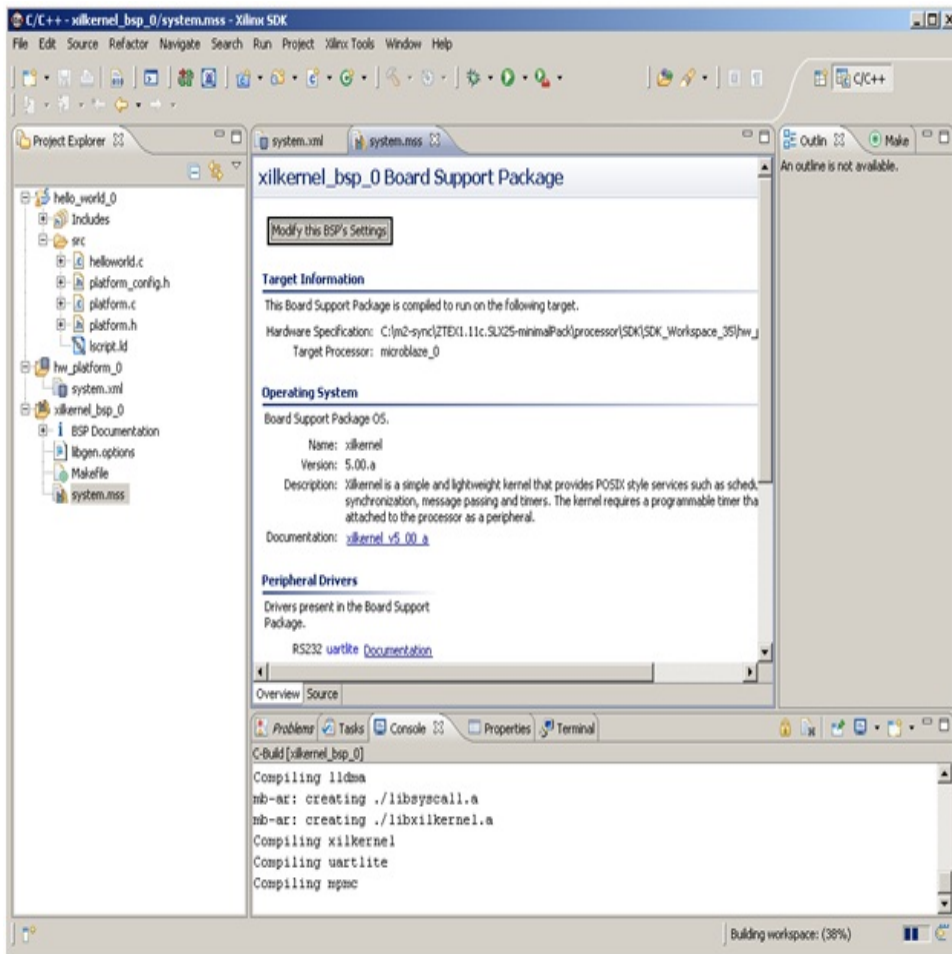 C/C++ - xilkernel_bsp_0/system.mss - Xilinx SDK
File Edit Source Refactor Navigate Search Run Project Xilinx Tools Window Help
C/C++
Project Explorer
hello_world_0
Includes
src
helloworld.c
platform_config.h
platform.c
platform.h
lscript.ld
hw_platform_0
system.xml
xilkernel_bsp_0
BSP Documentation
libgen.options
Makefile
system.mss
system.xml system.mss
xilkernel_bsp_0 Board Support Package
Modify this BSP's Settings
Target Information
This Board Support Package is compiled to run on the following target.
Hardware Specification: C:\m2-sync\ZTEX1.11c.SLX25-minimalPack\processor\SDK\SDK_Workspace_35\hw_p
Target Processor: microblaze_0
Operating System
Board Support Package OS.
Name: xilkernel
Version: 5.00.a
Description: Xilkernel is a simple and lightweight kernel that provides POSIX style services such as schedu
synchronization, message passing and timers. The kernel requires a programmable timer tha
attached to the processor as a peripheral.
Documentation: xilkernel_v5_00_a
Peripheral Drivers
Drivers present in the Board Support
Package.
RS232 uartlite Documentation
Overview Source
Outlin Make
An outline is not available.
Problems Tasks Console Properties Terminal
C-Build [xilkernel_bsp_0]
Compiling lldma
mb-ar: creating ./libsyscall.a
mb-ar: creating ./libxilkernel.a
Compiling xilkernel
Compiling uartlite
Compiling mpmc
Building workspace: (38%)